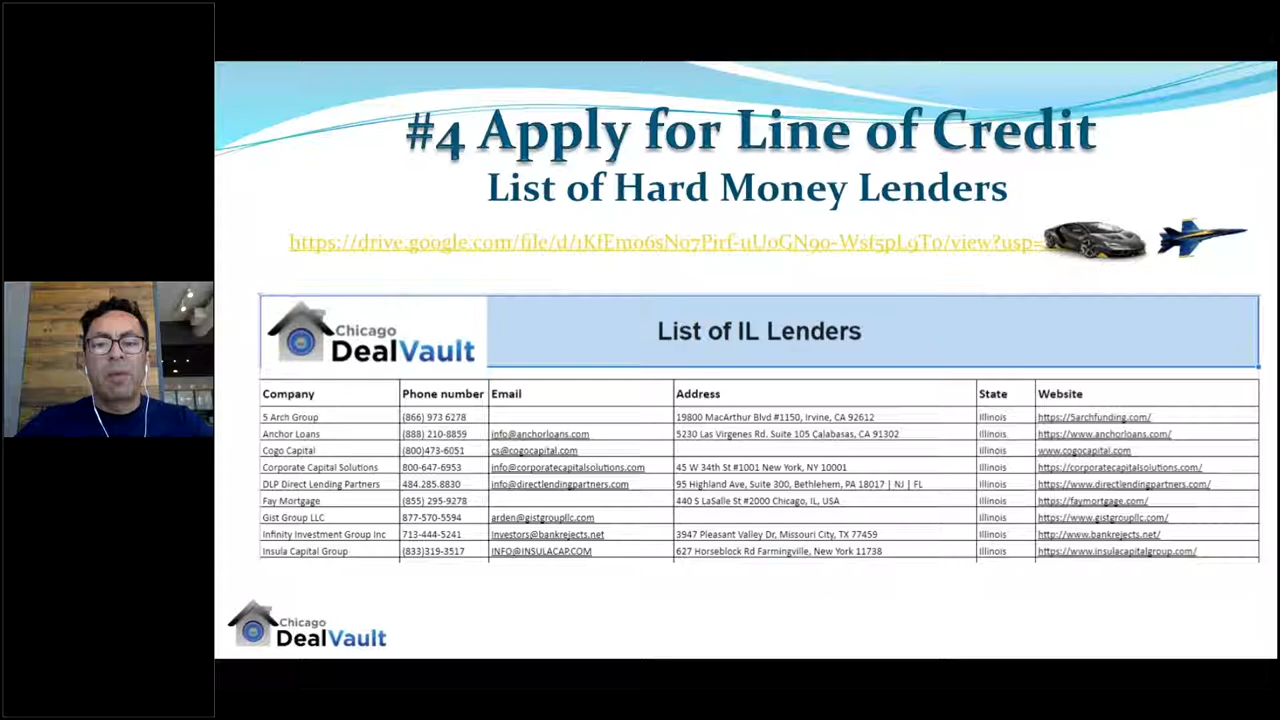 #4 Apply for Line of Credit
List of Hard Money Lenders
https://drive.google.com/file/d/1KfEmo6sNo7Pirf-uU0GN90-Wsf5pL9To/view?usp=
Chicago
DealVault
List of IL Lenders
Company Phone number Email Address State Website
5 Arch Group (866) 973 6278 19800 MacArthur Blvd #1150, Irvine, CA 92612 Illinois https://5archfunding.com/
Anchor Loans (888) 210-8859 info@anchorloans.com 5230 Las Virgenes Rd. Suite 105 Calabasas, CA 91302 Illinois https://www.anchorloans.com/
Cogo Capital (800)473-6051 cs@cogocapital.com Illinois www.cogocapital.com
Corporate Capital Solutions 800-647-6953 info@corporatecapitalsolutions.com 45 W 34th St #1001 New York, NY 10001 Illinois https://corporatecapitalsolutions.com/
DLP Direct Lending Partners 484.285.8830 info@directlendingpartners.com 95 Highland Ave, Suite 300, Bethlehem, PA 18017 | NJ | FL Illinois https://www.directlendingpartners.com/
Fay Mortgage (855) 295-9278 440 S LaSalle St #2000 Chicago, IL, USA Illinois https://faymortgage.com/
Gist Group LLC 877-570-5594 arden@gistgroupllc.com Illinois https://www.gistgroupllc.com/
Infinity Investment Group Inc 713-444-5241 Investors@bankrejects.net 3947 Pleasant Valley Dr, Missouri City, TX 77459 Illinois http://www.bankrejects.net/
Insula Capital Group (833)319-3517 INFO@INSULACAP.COM 627 Horseblock Rd Farmingville, New York 11738 Illinois https://www.insulacapitalgroup.com/
Chicago
DealVault